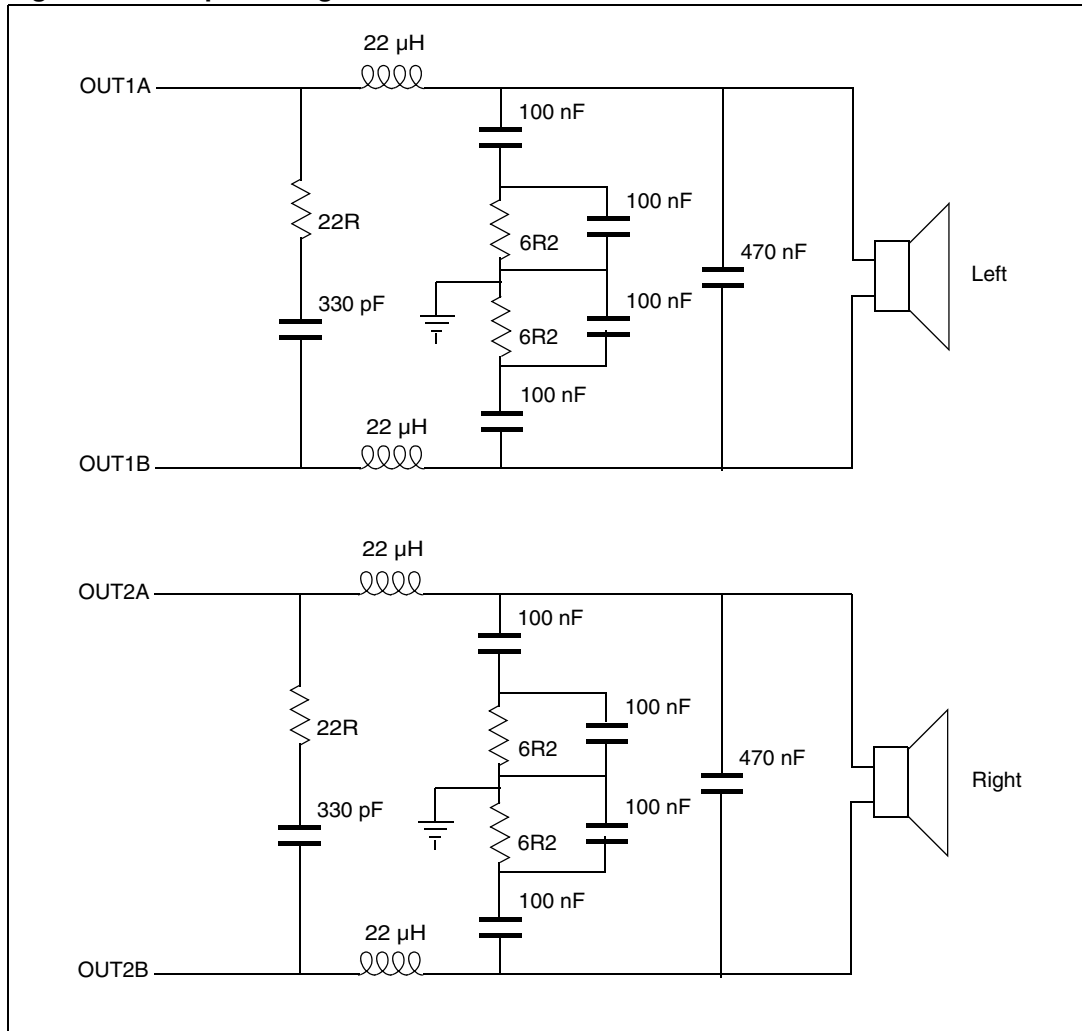 22 µH
OUT1A
100 nF
100 nF
22R
6R2
470 nF
Left
330 pF
100 nF
6R2
100 nF
22 µH
OUT1B
22 µH
OUT2A
100 nF
100 nF
22R
6R2
470 nF
Right
330 pF
100 nF
6R2
100 nF
22 µH
OUT2B